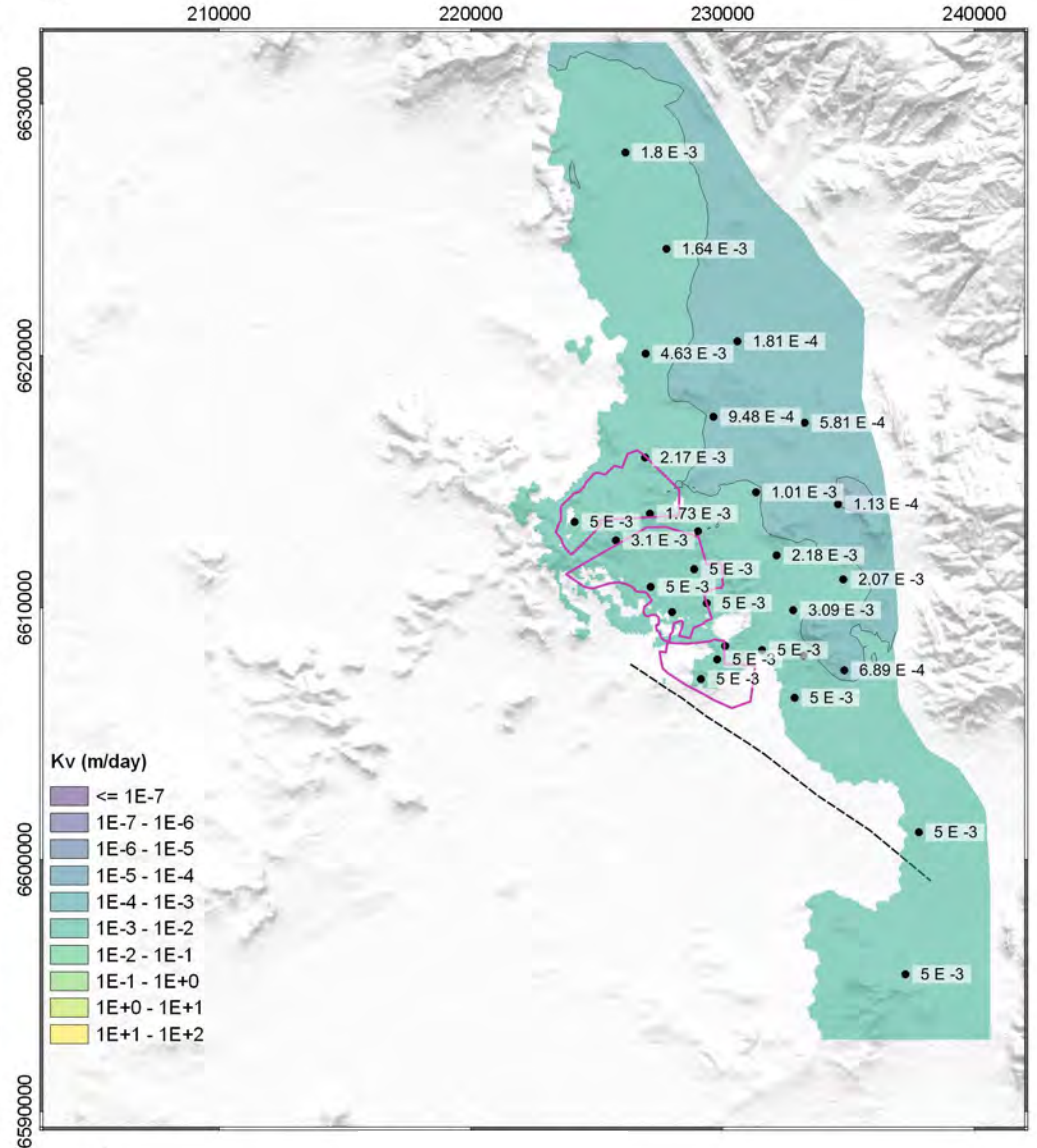 210000
220000
230000
240000
6630000
6620000
6610000
6600000
6590000
1.8 E -3
1.64 E -3
1.81 E -4
4.63 E -3
9.48 E -4
5.81 E -4
2.17 E -3
1.01 E -3
1.13 E -4
1.73 E -3
5 E -3
3.1 E -3
2.18 E -3
5 E -3
2.07 E -3
5 E -3
5 E -3
3.09 E -3
5 E -3
5 E -3
6.89 E -4
5 E -3
5 E -3
5 E -3
5 E -3
Kv (m/day)
<= 1E-7
1E-7 - 1E-6
1E-6 - 1E-5
1E-5 - 1E-4
1E-4 - 1E-3
1E-3 - 1E-2
1E-2 - 1E-1
1E-1 - 1E+0
1E+0 - 1E+1
1E+1 - 1E+2